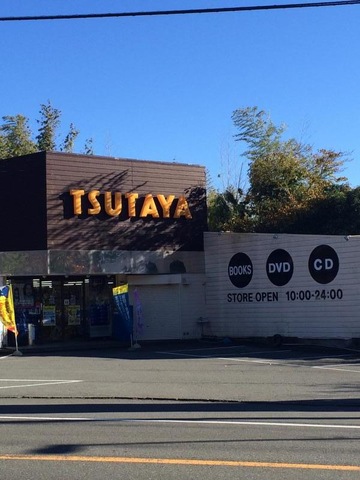 TSUTAYA
BOOKS DVD CD
STORE OPEN 10:00-24:00